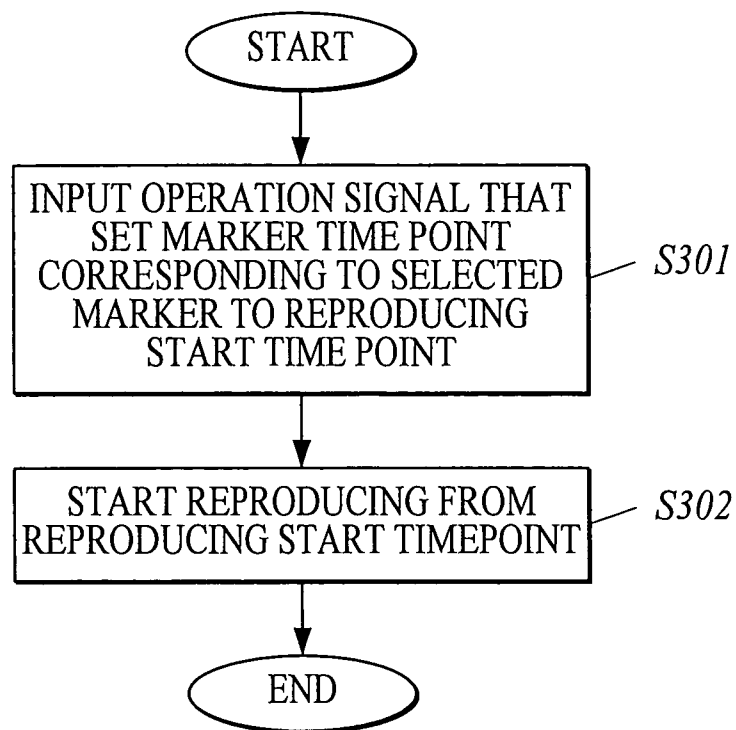 START
INPUT OPERATION SIGNAL THAT
SET MARKER TIME POINT
CORRESPONDING TO SELECTED
MARKER TO REPRODUCING
START TIME POINT
S301
START REPRODUCING FROM
REPRODUCING START TIMEPOINT
S302
END